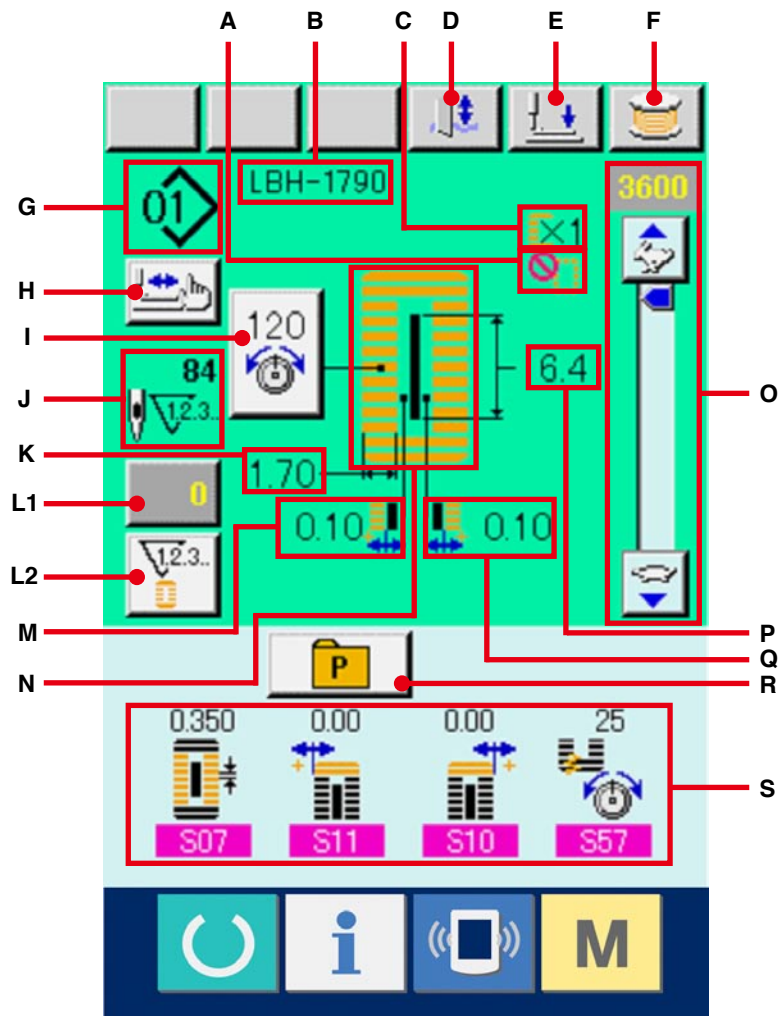 A B C D E F
G
LBH-1790
3600
01
×1
H
I
120
J
84
1.2.3..
6.4
O
K
1.70
L1
0
0.10
0.10
L2
1.2.3..
M
P
N
Q
P
R
0.350 0.00 0.00 25
S
S07 S11 S10 S57
i M